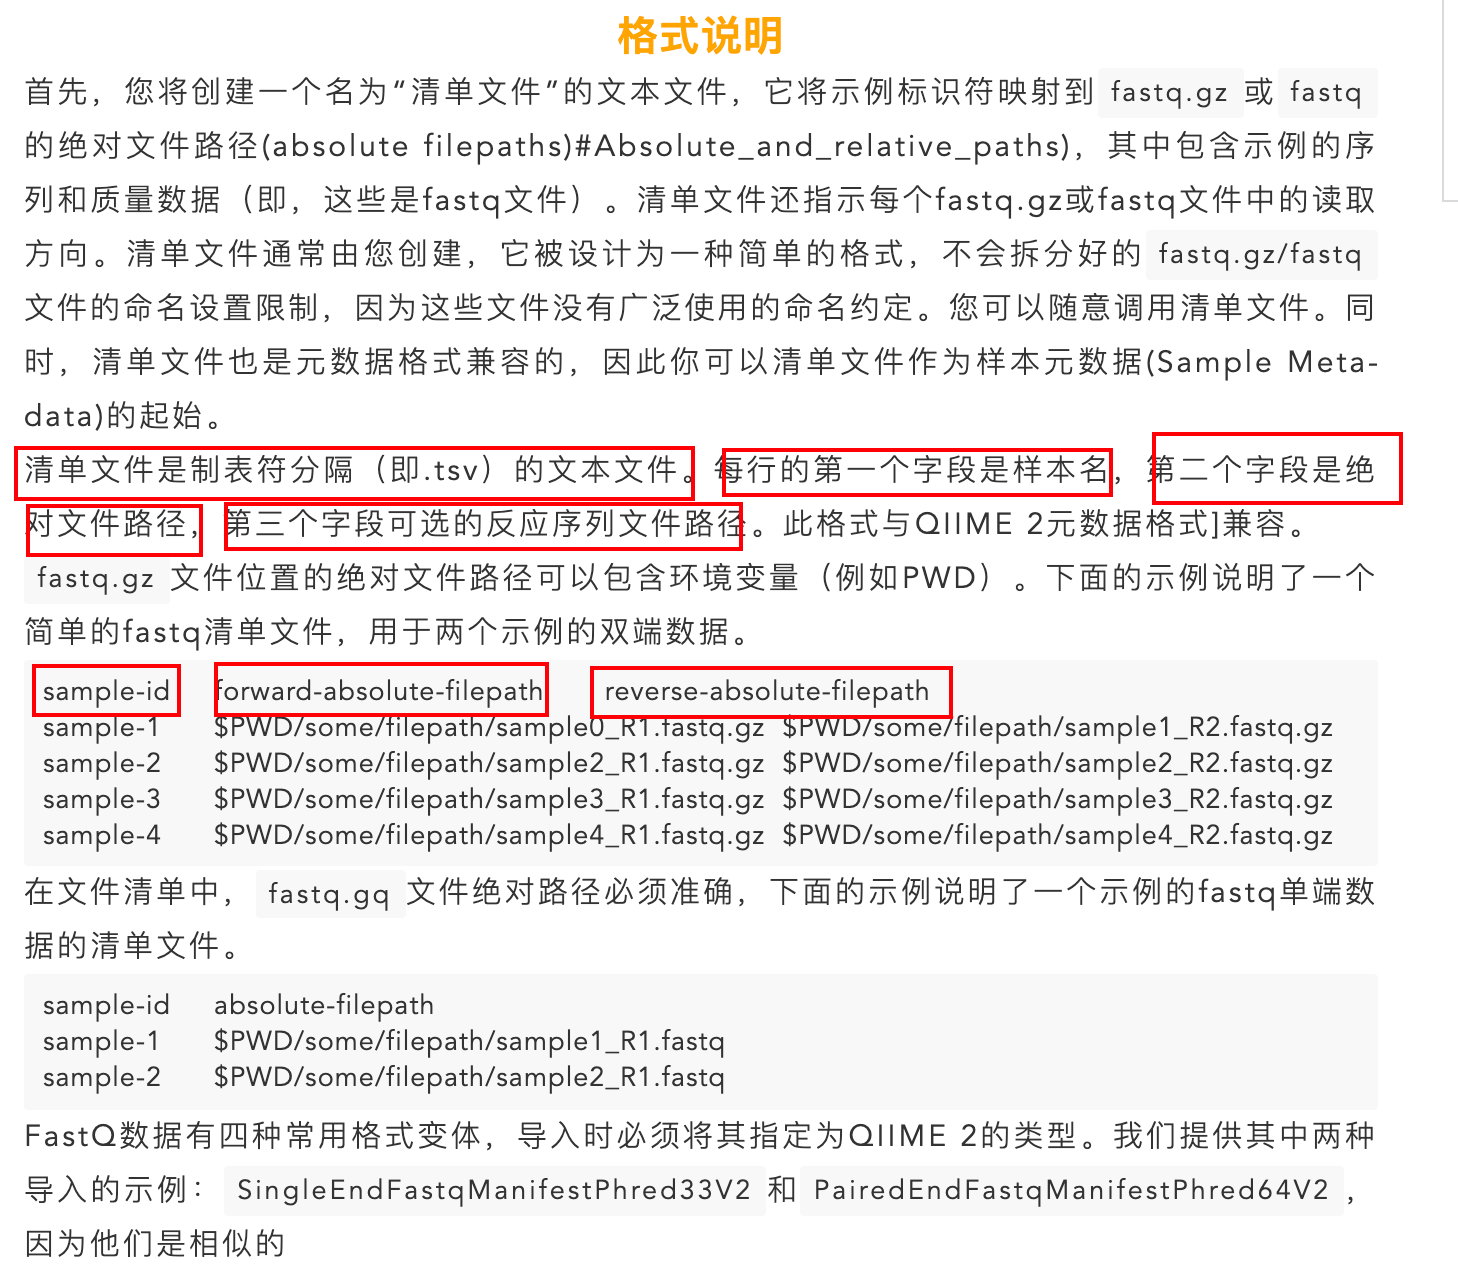 格式说明
首先，您将创建一个名为“清单文件”的文本文件，它将示例标识符映射到 fastq.gz 或 fastq
的绝对文件路径(absolute filepaths)#Absolute_and_relative_paths)，其中包含示例的序
列和质量数据（即，这些是fastq文件）。清单文件还指示每个fastq.gz或fastq文件中的读取
方向。清单文件通常由您创建，它被设计为一种简单的格式，不会拆分好的 fastq.gz/fastq
文件的命名设置限制，因为这些文件没有广泛使用的命名约定。您可以随意调用清单文件。同
时，清单文件也是元数据格式兼容的，因此你可以清单文件作为样本元数据(Sample Meta-
data)的起始。
清单文件是制表符分隔（即.tsv）的文本文件。每行的第一个字段是样本名，第二个字段是绝
对文件路径，第三个字段可选的反应序列文件路径。此格式与QIIME 2元数据格式]兼容。
fastq.gz 文件位置的绝对文件路径可以包含环境变量（例如PWD）。下面的示例说明了一个
简单的fastq清单文件，用于两个示例的双端数据。
sample-id forward-absolute-filepath reverse-absolute-filepath
sample-1 $PWD/some/filepath/sample0_R1.fastq.gz $PWD/some/filepath/sample1_R2.fastq.gz
sample-2 $PWD/some/filepath/sample2_R1.fastq.gz $PWD/some/filepath/sample2_R2.fastq.gz
sample-3 $PWD/some/filepath/sample3_R1.fastq.gz $PWD/some/filepath/sample3_R2.fastq.gz
sample-4 $PWD/some/filepath/sample4_R1.fastq.gz $PWD/some/filepath/sample4_R2.fastq.gz
在文件清单中， fastq.gq 文件绝对路径必须准确，下面的示例说明了一个示例的fastq单端数
据的清单文件。
sample-id absolute-filepath
sample-1 $PWD/some/filepath/sample1_R1.fastq
sample-2 $PWD/some/filepath/sample2_R1.fastq
FastQ数据有四种常用格式变体，导入时必须将其指定为QIIME 2的类型。我们提供其中两种
导入的示例： SingleEndFastqManifestPhred33V2 和 PairedEndFastqManifestPhred64V2 ，
因为他们是相似的